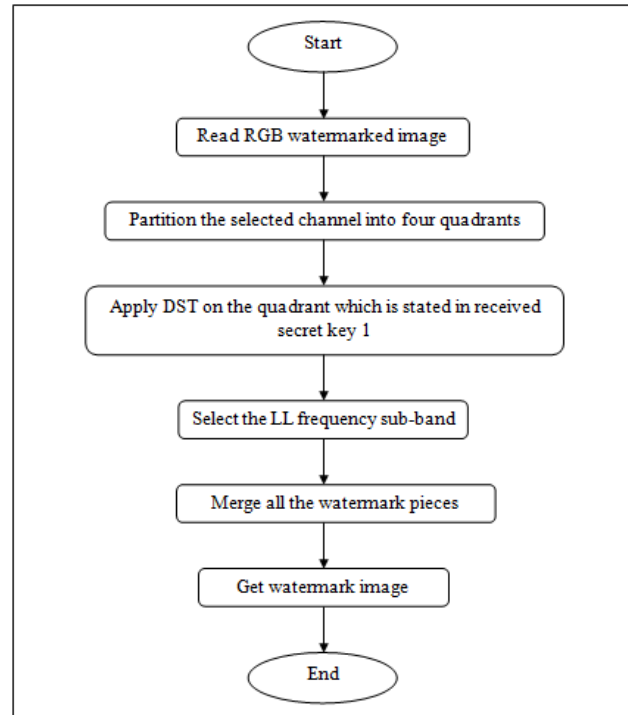 Start
Read RGB watermarked image
Partition the selected channel into four quadrants
Apply DST on the quadrant which is stated in received
secret key 1
Select the LL frequency sub-band
Merge all the watermark pieces
Get watermark image
End